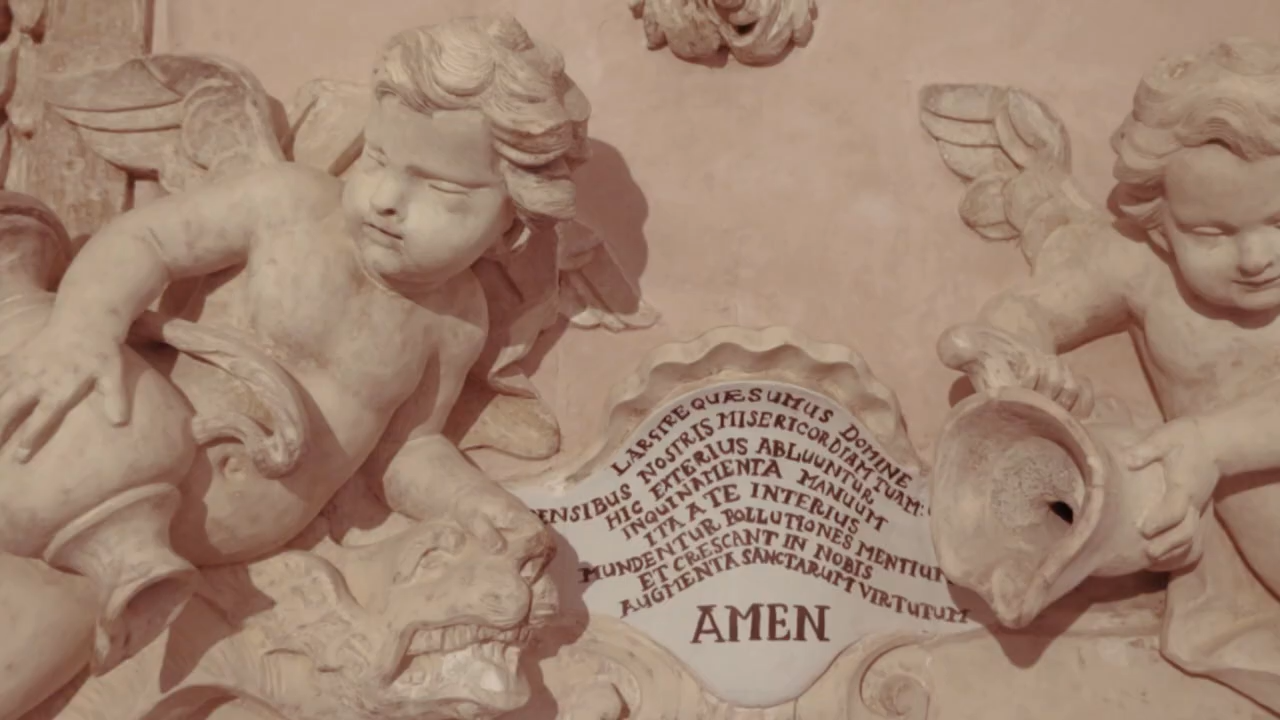 LARGIRE QUÆSUMUS DOMINE
SENSIBUS NOSTRIS MISERICORDIAM TUAM:
HIC EXTERIUS ABLUUNTUR
INQUINAMENTA MANUUM
ITA A TE INTERIUS
MUNDENTUR POLLUTIONES MENTIUM
ET CRESCANT IN NOBIS
AUGMENTA SANCTARUM VIRTUTUM
AMEN